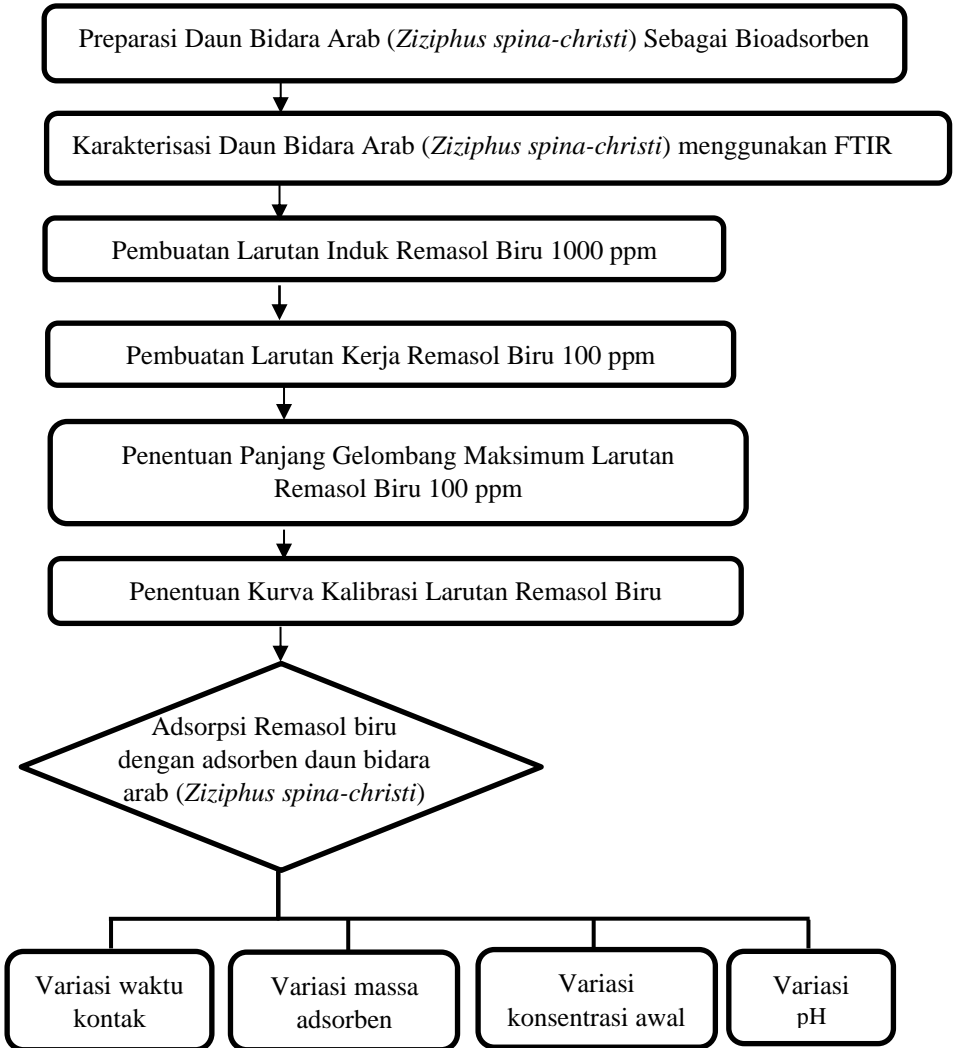 Preparasi Daun Bidara Arab (Ziziphus spina-christi) Sebagai Bioadsorben
Karakterisasi Daun Bidara Arab (Ziziphus spina-christi) menggunakan FTIR
Pembuatan Larutan Induk Remasol Biru 1000 ppm
Pembuatan Larutan Kerja Remasol Biru 100 ppm
Penentuan Panjang Gelombang Maksimum Larutan
Remasol Biru 100 ppm
Penentuan Kurva Kalibrasi Larutan Remasol Biru
Adsorpsi Remasol biru
dengan adsorben daun bidara
arab (Ziziphus spina-christi)
Variasi waktu
kontak
Variasi massa
adsorben
Variasi
konsentrasi awal
Variasi
pH